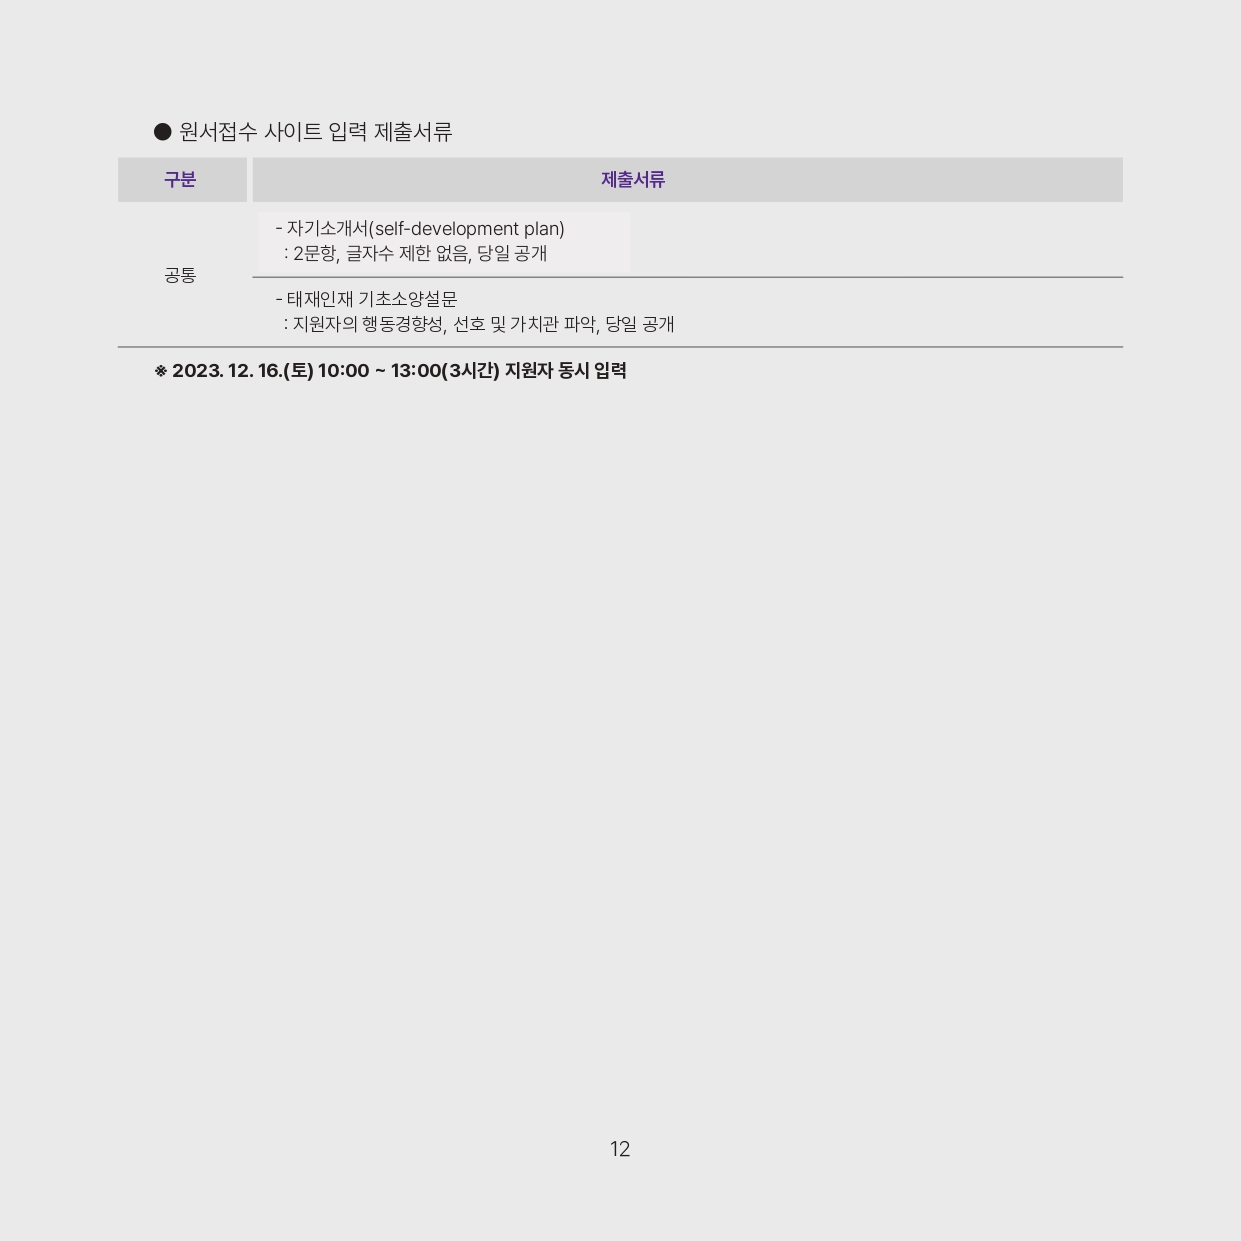 ● 원서접수 사이트 입력 제출서류
구분 제출서류
공통
- 자기소개서(self-development plan)
: 2문항, 글자수 제한 없음, 당일 공개
- 태재인재 기초소양설문
: 지원자의 행동경향성, 선호 및 가치관 파악, 당일 공개
※ 2023. 12. 16.(토) 10:00 ~ 13:00(3시간) 지원자 동시 입력
12